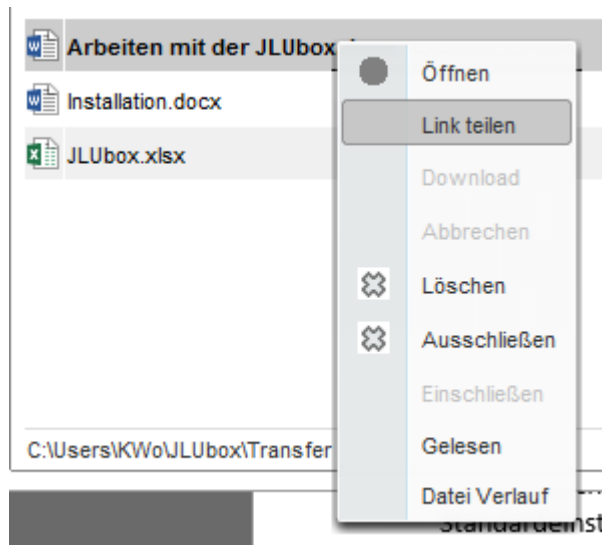 Arbeiten mit der JLUbox
Installation.docx
JLUbox.xlsx
Öffnen
Link teilen
Download
Abbrechen
Löschen
Ausschließen
Einschließen
Gelesen
Datei Verlauf
C:\Users\KWo\JLUbox\Transfer